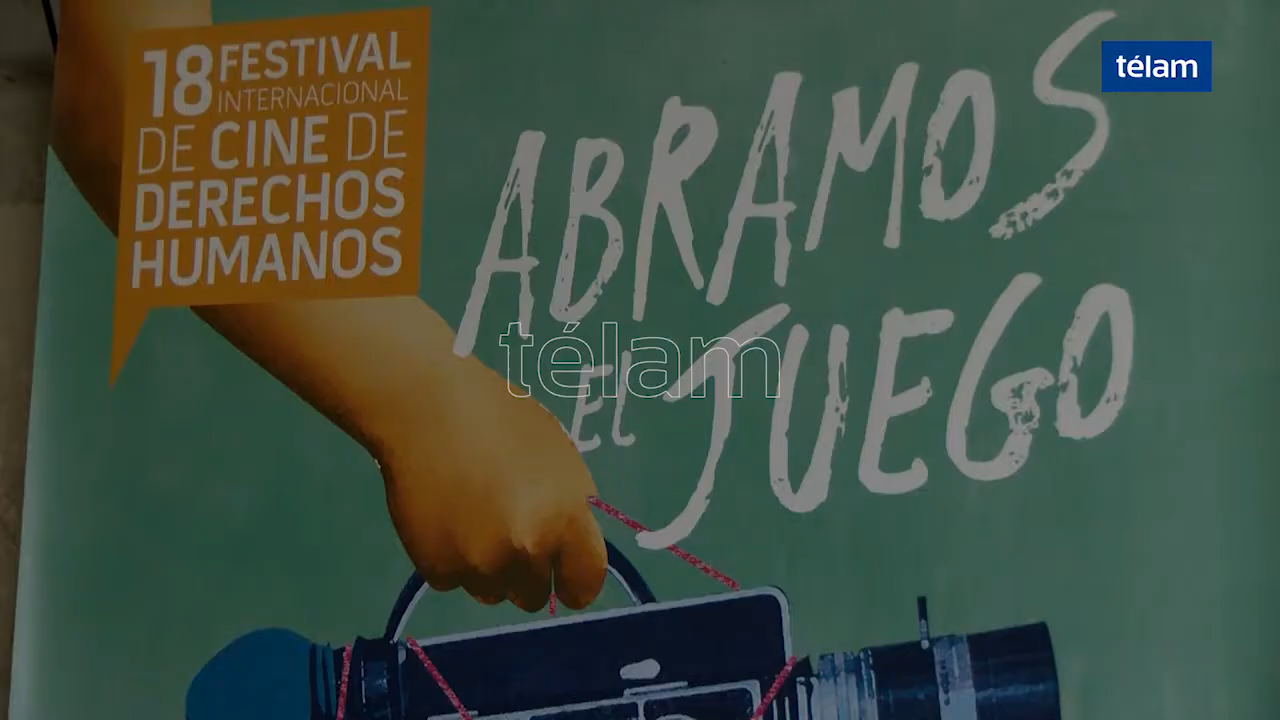 18 FESTIVAL
INTERNACIONAL
DE CINE DE
DERECHOS
HUMANOS
ABRAMOS
EL JUEGO
télam
télam